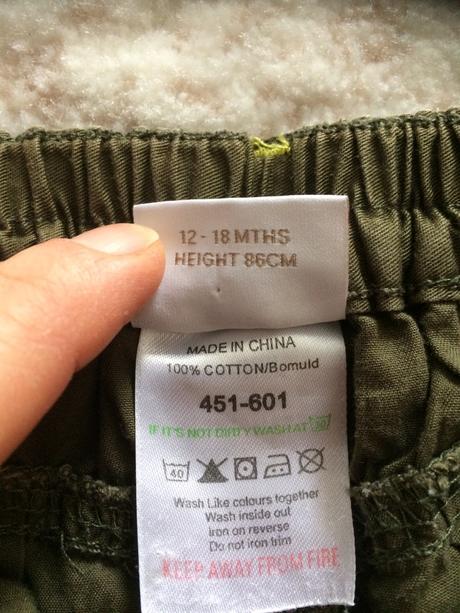 12 - 18 MTHS
HEIGHT 86CM
MADE IN CHINA
100% COTTON/Bomuld
451-601
IF IT'S NOT DIRTY WASH AT 30
40
Wash Like colours together
Wash inside out
iron on reverse
Do not iron trim
KEEP AWAY FROM FIRE